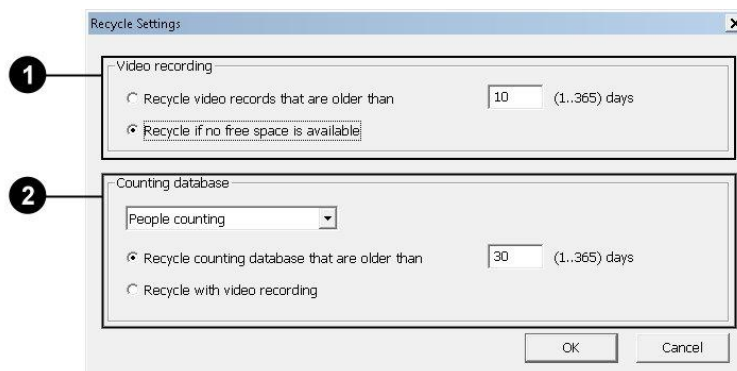 Recycle Settings
1
Video recording
Recycle video records that are older than 10 (1..365) days
Recycle if no free space is available
2
Counting database
People counting
Recycle counting database that are older than 30 (1..365) days
Recycle with video recording
OK Cancel